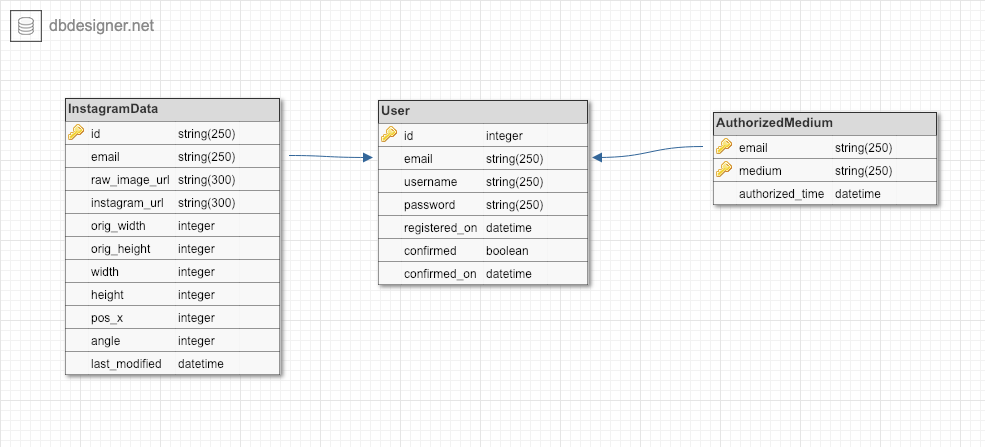 dbdesigner.net
InstagramData
id string(250)
email string(250)
raw_image_url string(300)
instagram_url string(300)
orig_width integer
orig_height integer
width integer
height integer
pos_x integer
angle integer
last_modified datetime
User
id integer
email string(250)
username string(250)
password string(250)
registered_on datetime
confirmed boolean
confirmed_on datetime
AuthorizedMedium
email string(250)
medium string(250)
authorized_time datetime